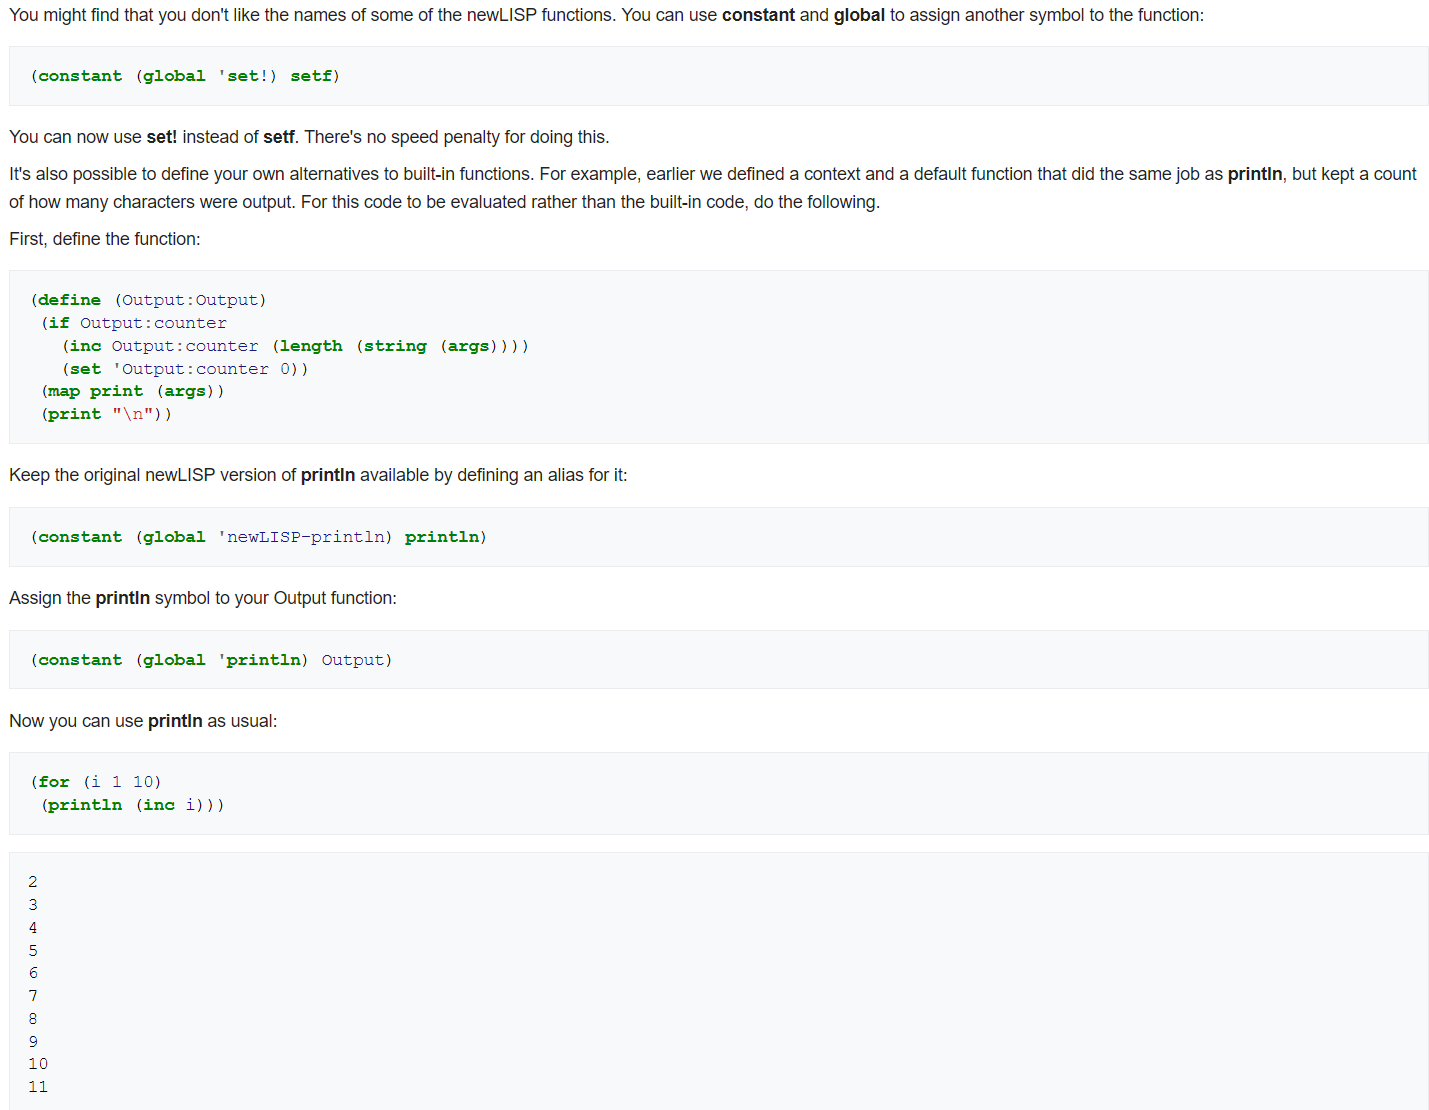 You might find that you don't like the names of some of the newLISP functions. You can use constant and global to assign another symbol to the function:
(constant (global 'set!) setf)
You can now use set! instead of setf. There's no speed penalty for doing this.
It's also possible to define your own alternatives to built-in functions. For example, earlier we defined a context and a default function that did the same job as println, but kept a count
of how many characters were output. For this code to be evaluated rather than the built-in code, do the following.
First, define the function:
(define (Output:Output)
 (if Output:counter
   (inc Output:counter (length (string (args))))
   (set 'Output:counter 0))
 (map print (args))
 (print "\n"))
Keep the original newLISP version of println available by defining an alias for it:
(constant (global 'newLISP-println) println)
Assign the println symbol to your Output function:
(constant (global 'println) Output)
Now you can use println as usual:
(for (i 1 10)
 (println (inc i)))
2
3
4
5
6
7
8
9
10
11